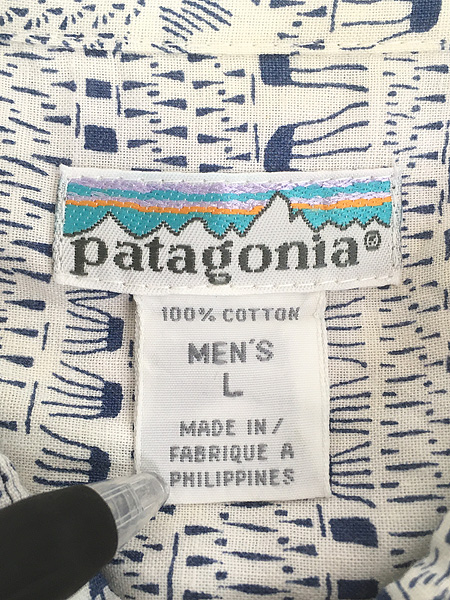 patagonia®
100% COTTON
MEN'S
L
MADE IN /
FABRIQUE A
PHILIPPINES